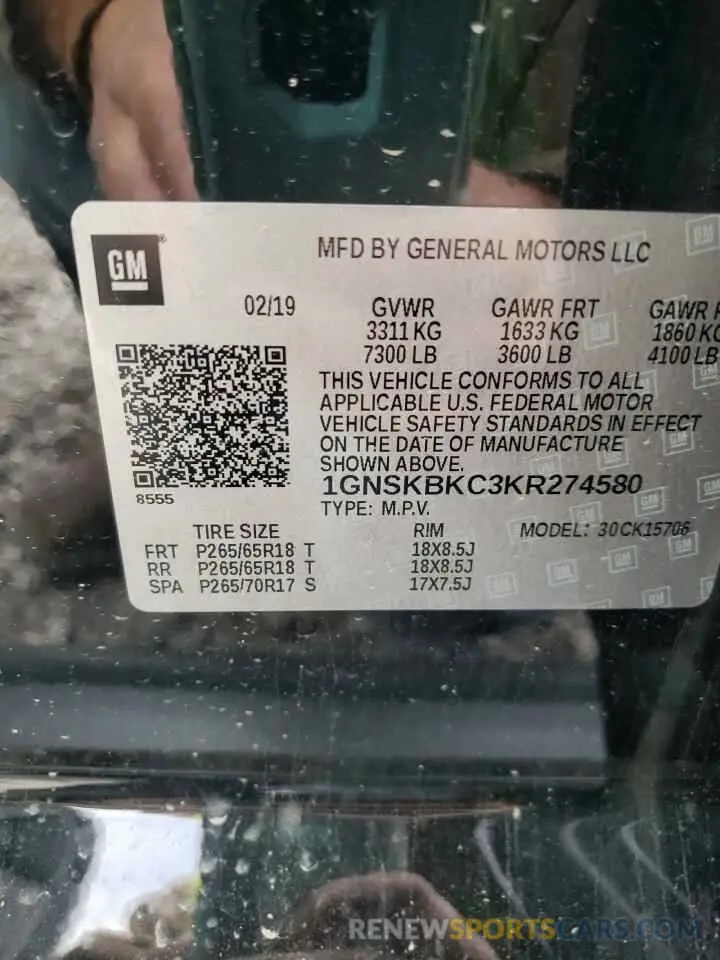 GM
MFD BY GENERAL MOTORS LLC
02/19 GVWR GAWR FRT GAWR
3311 KG 1633 KG 1860 KG
7300 LB 3600 LB 4100 LB
THIS VEHICLE CONFORMS TO ALL
APPLICABLE U.S. FEDERAL MOTOR
VEHICLE SAFETY STANDARDS IN EFFECT
ON THE DATE OF MANUFACTURE
SHOWN ABOVE.
1GNSKBKC3KR274580
8555
TYPE: M.P.V.
TIRE SIZE RIM MODEL: 30CK15706
FRT P265/65R18 T 18X8.5J
RR P265/65R18 T 18X8.5J
SPA P265/70R17 S 17X7.5J
RENEWSPORTSCARS.COM